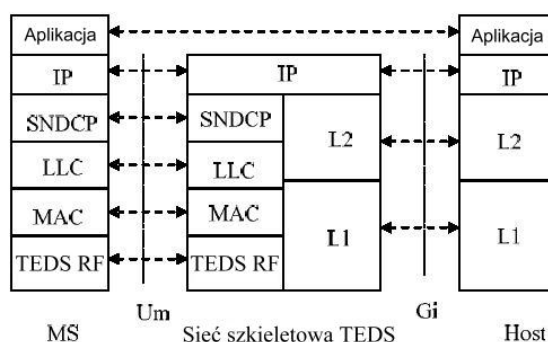 Aplikacja Aplikacja
IP IP IP
SNDCP SNDCP L2 L2
LLC LLC
MAC MAC L1 L1
TEDS RF TEDS RF
Um Gi
MS Sieć szkieletowa TEDS Host